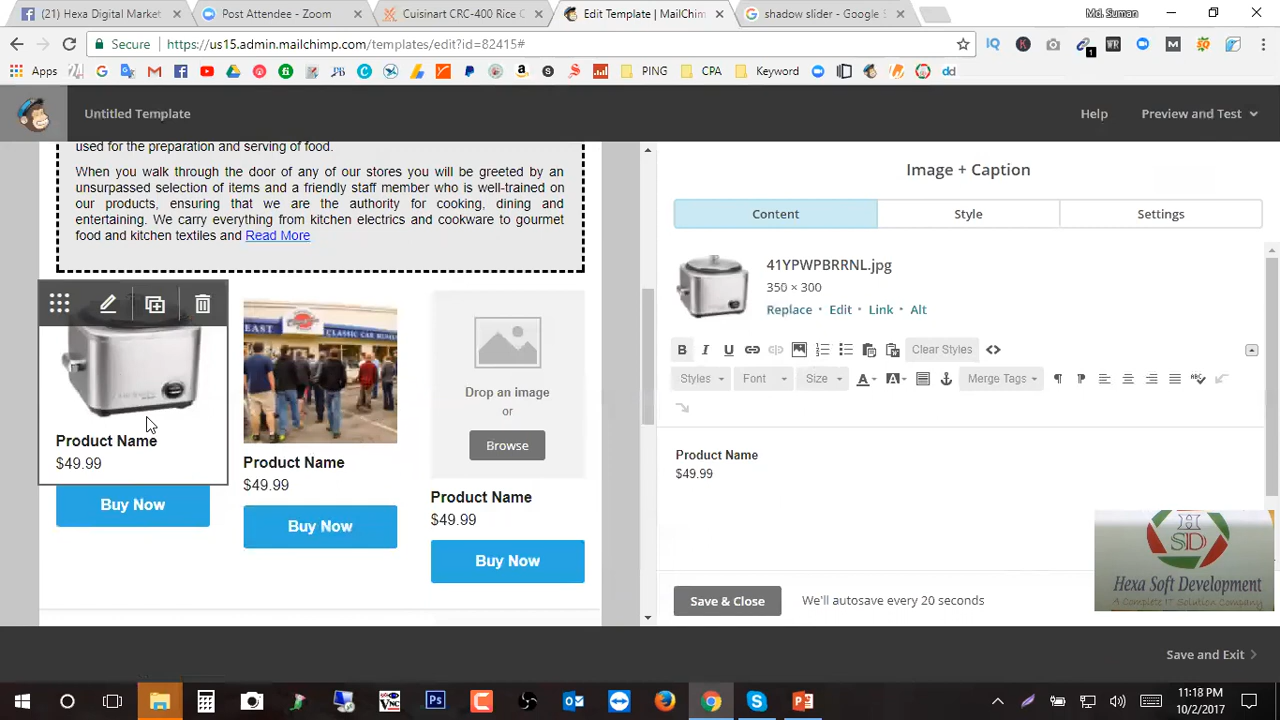 (21) Hexa Digital Market
Post Attendee - Zoom
Cuisinart CRC-400 Rice C
Edit Template | MailChim
shadow slider - Google S
Md. Suman
Secure
https://us15.admin.mailchimp.com/templates/edit?id=82415#
Apps
PING
CPA
Keyword
Untitled Template
Help
Preview and Test
used for the preparation and serving of food.
When you walk through the door of any of our stores you will be greeted by an
unsurpassed selection of items and a friendly staff member who is well-trained on
our products, ensuring that we are the authority for cooking, dining and
entertaining. We carry everything from kitchen electrics and cookware to gourmet
food and kitchen textiles and Read More
Product Name
$49.99
Buy Now
EAST
CLASSIC CAR
Product Name
$49.99
Buy Now
Drop an image
or
Browse
Product Name
$49.99
Buy Now
Image + Caption
Content
Style
Settings
41YPWPBRRNL.jpg
350 × 300
Replace
Edit
Link
Alt
B I U
Clear Styles
Styles
Font
Size
Merge Tags
Product Name
$49.99
Save & Close
We'll autosave every 20 seconds
H
SD
Hexa Soft Development
A Complete IT Solution Company
Save and Exit
11:18 PM
10/2/2017